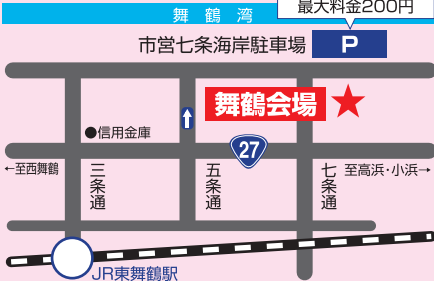 最大料金200円
舞鶴湾
市営七条海岸駐車場 P
舞鶴会場
●信用金庫
27
←至西舞鶴
三条通
五条通
七条通
至高浜・小浜→
JR東舞鶴駅